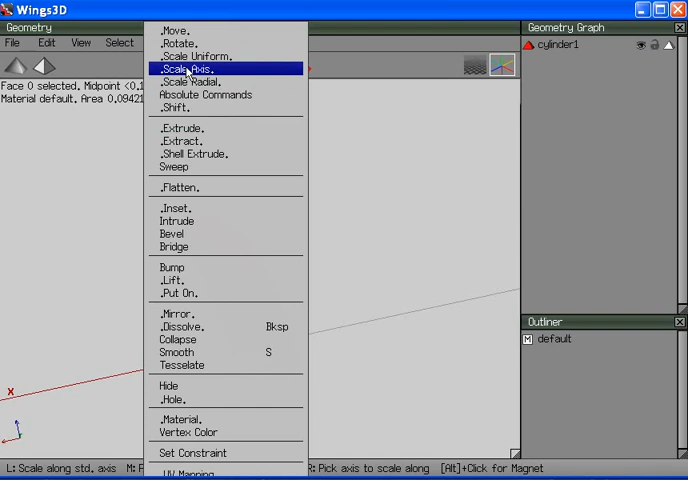 Wings3D
Geometry
File Edit View Select
Face 0 selected. Midpoint <0.1
Material default. Area 0.09421
.Move.
.Rotate.
.Scale Uniform.
.Scale Axis.
.Scale Radial.
Absolute Commands
.Shift.
.Extrude.
.Extract.
.Shell Extrude.
Sweep
.Flatten.
.Inset.
Intrude
Bevel
Bridge
Bump
.Lift.
.Put On.
.Mirror.
.Dissolve. Bksp
Collapse
Smooth S
Tesselate
Hide
.Hole.
.Material.
Vertex Color
Set Constraint
UV Mapping
X
Geometry Graph
cylinder1
Outliner
M default
L: Scale along std. axis M: R: Pick axis to scale along [Alt]+Click for Magnet